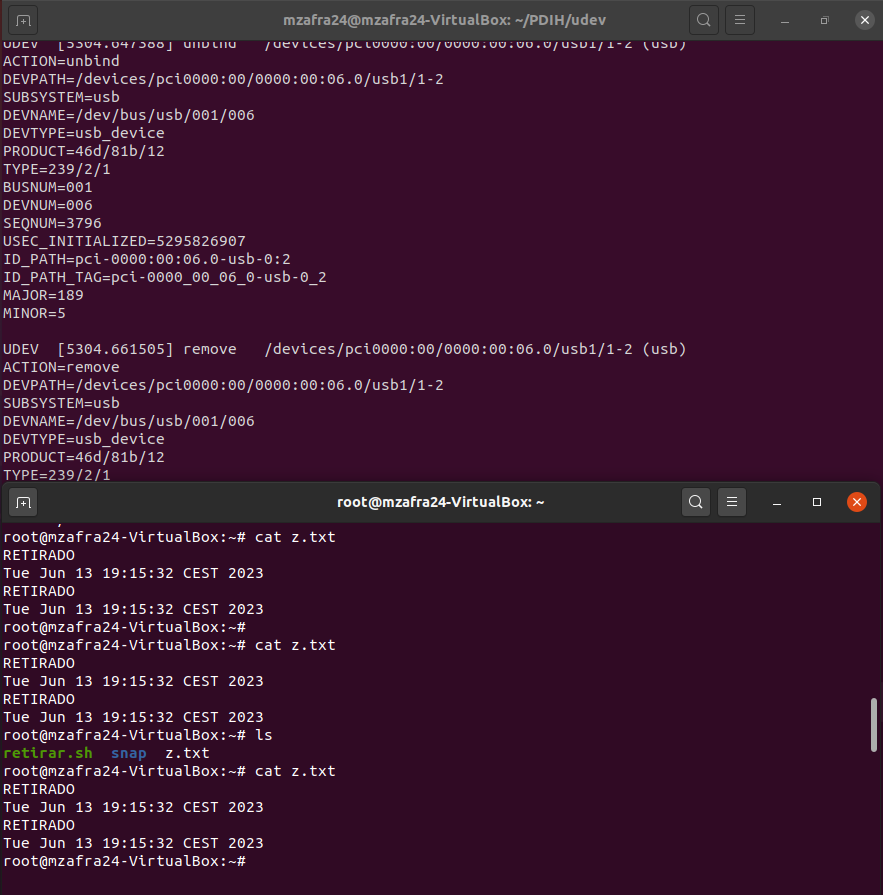 mzafra24@mzafra24-VirtualBox: ~/PDIH/udev
UDEV  [5304.647388] unbind   /devices/pci0000:00/0000:00:06.0/usb1/1-2 (usb)
ACTION=unbind
DEVPATH=/devices/pci0000:00/0000:00:06.0/usb1/1-2
SUBSYSTEM=usb
DEVNAME=/dev/bus/usb/001/006
DEVTYPE=usb_device
PRODUCT=46d/81b/12
TYPE=239/2/1
BUSNUM=001
DEVNUM=006
SEQNUM=3796
USEC_INITIALIZED=5295826907
ID_PATH=pci-0000:00:06.0-usb-0:2
ID_PATH_TAG=pci-0000_00_06_0-usb-0_2
MAJOR=189
MINOR=5
UDEV  [5304.661505] remove   /devices/pci0000:00/0000:00:06.0/usb1/1-2 (usb)
ACTION=remove
DEVPATH=/devices/pci0000:00/0000:00:06.0/usb1/1-2
SUBSYSTEM=usb
DEVNAME=/dev/bus/usb/001/006
DEVTYPE=usb_device
PRODUCT=46d/81b/12
TYPE=239/2/1
root@mzafra24-VirtualBox: ~
root@mzafra24-VirtualBox:~# cat z.txt
RETIRADO
Tue Jun 13 19:15:32 CEST 2023
RETIRADO
Tue Jun 13 19:15:32 CEST 2023
root@mzafra24-VirtualBox:~#
root@mzafra24-VirtualBox:~# cat z.txt
RETIRADO
Tue Jun 13 19:15:32 CEST 2023
RETIRADO
Tue Jun 13 19:15:32 CEST 2023
root@mzafra24-VirtualBox:~# ls
retirar.sh  snap  z.txt
root@mzafra24-VirtualBox:~# cat z.txt
RETIRADO
Tue Jun 13 19:15:32 CEST 2023
RETIRADO
Tue Jun 13 19:15:32 CEST 2023
root@mzafra24-VirtualBox:~#